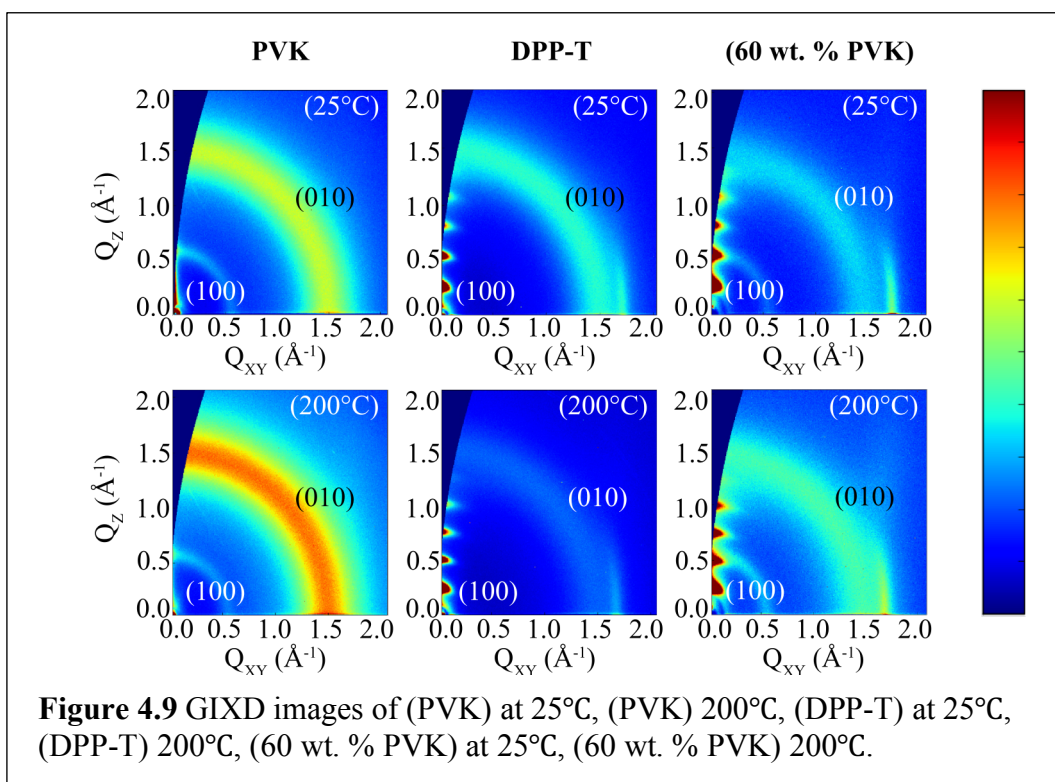 PVK DPP-T (60 wt. % PVK)
2.0 (25°C) 2.0 (25°C) 2.0 (25°C)
1.5 1.5 1.5
(010) (010) (010)
1.0 1.0 1.0
Q_Z (Å⁻¹)
0.5 0.5 0.5
(100) (100) (100)
0.0 0.0 0.0
0.0 0.5 1.0 1.5 2.0 0.0 0.5 1.0 1.5 2.0 0.0 0.5 1.0 1.5 2.0
Q_XY (Å⁻¹) Q_XY (Å⁻¹) Q_XY (Å⁻¹)
2.0 (200°C) 2.0 (200°C) 2.0 (200°C)
1.5 1.5 1.5
(010) (010) (010)
1.0 1.0 1.0
Q_Z (Å⁻¹)
0.5 0.5 0.5
(100) (100) (100)
0.0 0.0 0.0
0.0 0.5 1.0 1.5 2.0 0.0 0.5 1.0 1.5 2.0 0.0 0.5 1.0 1.5 2.0
Q_XY (Å⁻¹) Q_XY (Å⁻¹) Q_XY (Å⁻¹)
Figure 4.9 GIXD images of (PVK) at 25℃, (PVK) 200℃, (DPP-T) at 25℃,
(DPP-T) 200℃, (60 wt. % PVK) at 25℃, (60 wt. % PVK) 200℃.